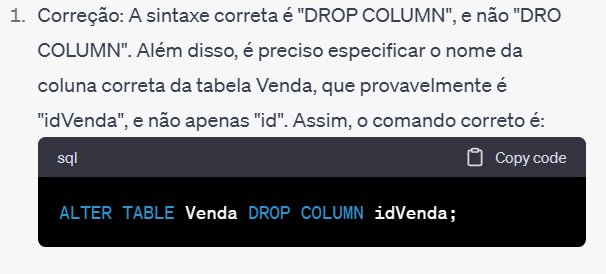 1. Correção: A sintaxe correta é "DROP COLUMN", e não "DRO
COLUMN". Além disso, é preciso especificar o nome da
coluna correta da tabela Venda, que provavelmente é
"idVenda", e não apenas "id". Assim, o comando correto é:
sql Copy code
ALTER TABLE Venda DROP COLUMN idVenda;